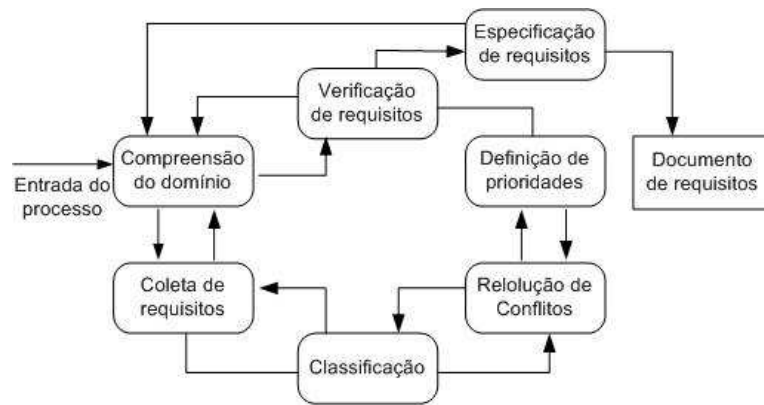 Especificação
de requisitos
Verificação
de requisitos
Compreensão
do domínio
Definição de
prioridades
Documento
de requisitos
Entrada do
processo
Coleta de
requisitos
Relolução de
Conflitos
Classificação